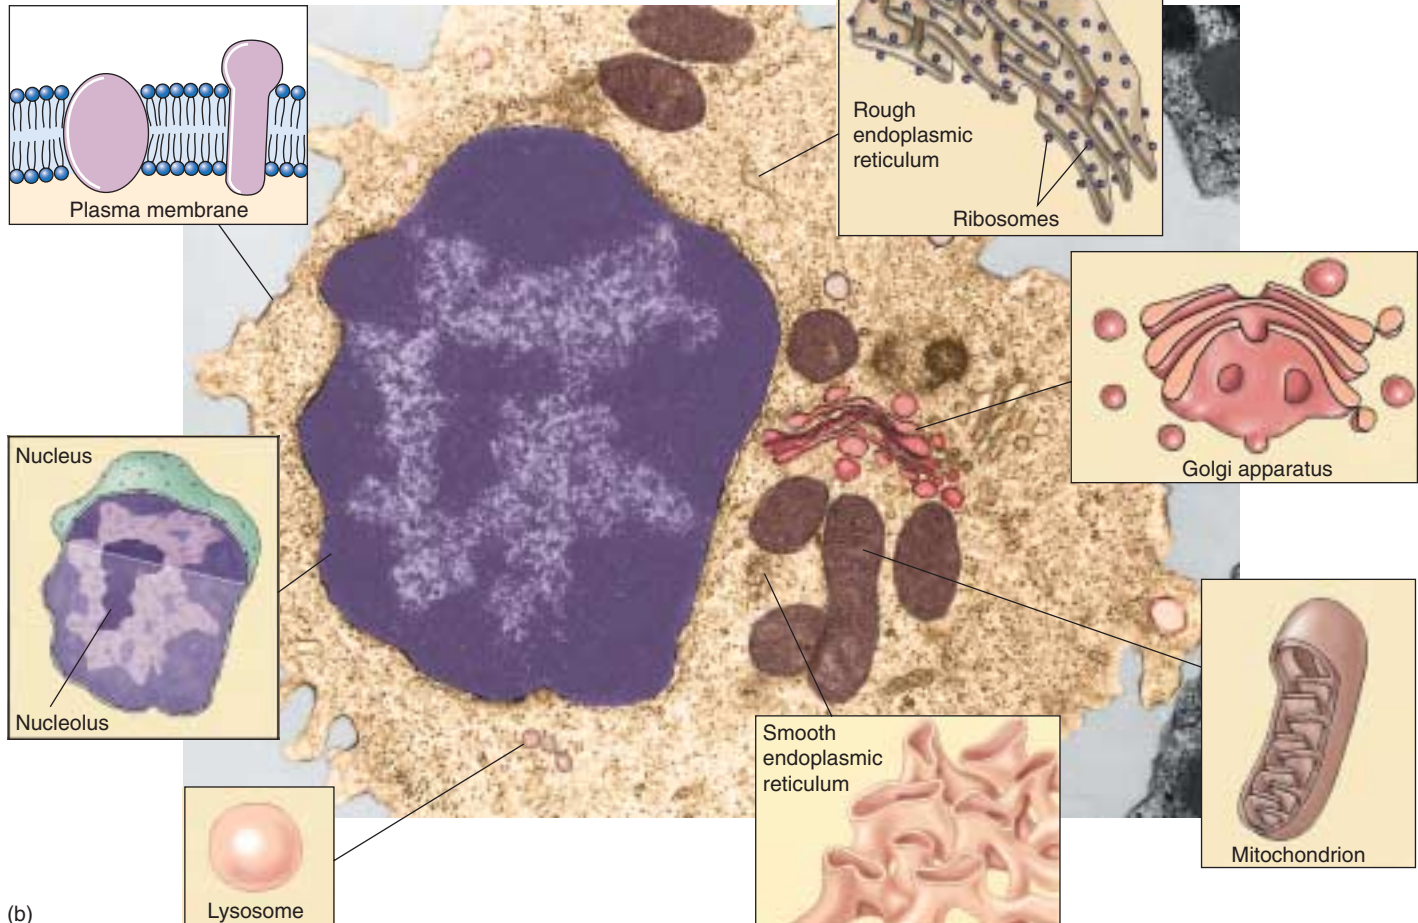 Plasma membrane
Rough
endoplasmic
reticulum
Ribosomes
Golgi apparatus
Nucleus
Nucleolus
Smooth
endoplasmic
reticulum
Mitochondrion
Lysosome
(b)